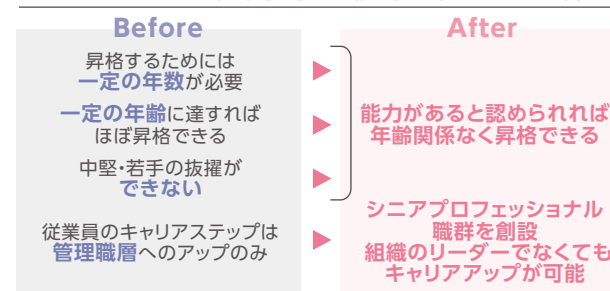 Before
昇格するためには
一定の年数が必要
一定の年齢に達すれば
ほぼ昇格できる
中堅・若手の抜擢が
できない
従業員のキャリアステップは
管理職層へのアップのみ
After
能力があると認められれば
年齢関係なく昇格できる
シニアプロフェッショナル
職群を創設
組織のリーダーでなくても
キャリアアップが可能